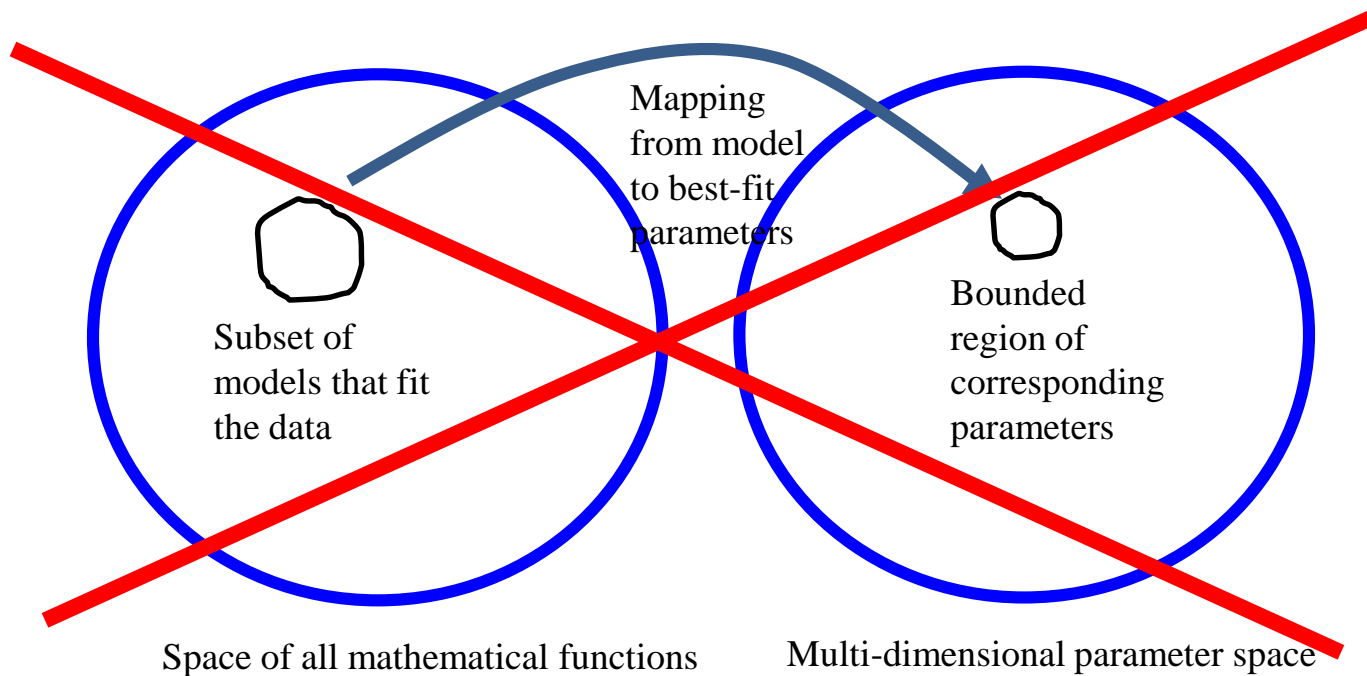 Mapping
from model
to best-fit
parameters
Subset of
models that fit
the data
Bounded
region of
corresponding
parameters
Space of all mathematical functions
Multi-dimensional parameter space